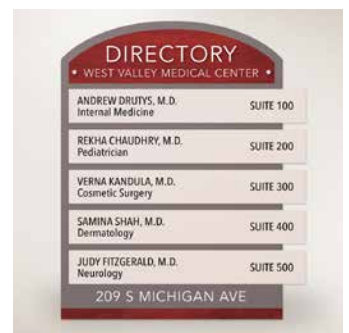 DIRECTORY
• WEST VALLEY MEDICAL CENTER •
ANDREW DRUTYS, M.D.
Internal Medicine
SUITE 100
REKHA CHAUDHRY, M.D.
Pediatrician
SUITE 200
VERNA KANDULA, M.D.
Cosmetic Surgery
SUITE 300
SAMINA SHAH, M.D.
Dermatology
SUITE 400
JUDY FITZGERALD, M.D.
Neurology
SUITE 500
209 S MICHIGAN AVE